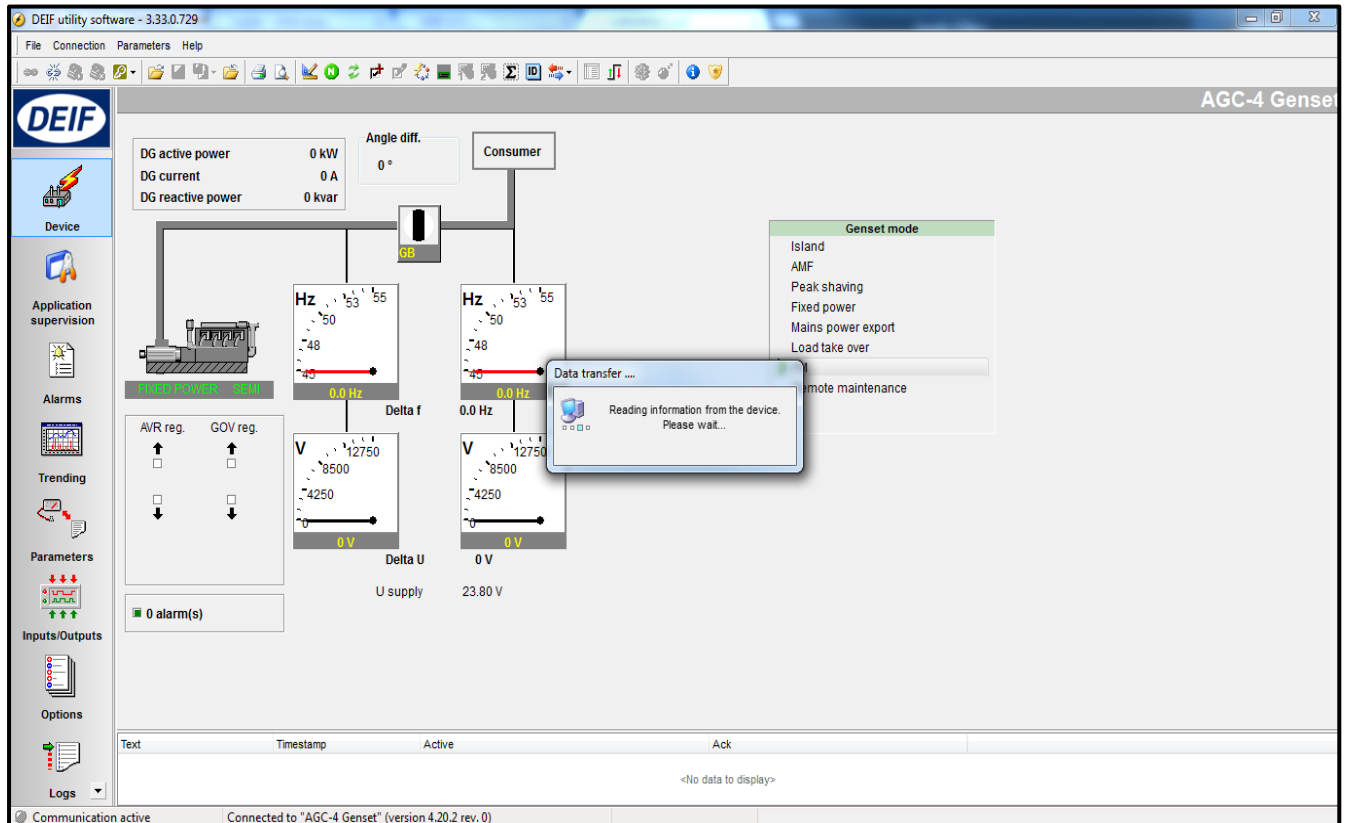 DEIF utility software - 3.33.0.729
File Connection Parameters Help
ID
DEIF
AGC-4 Genset
Device
Application
supervision
Alarms
Trending
Parameters
Inputs/Outputs
Options
Logs
DG active power 0 kW
DG current 0 A
DG reactive power 0 kvar
Angle diff.
0 °
Consumer
GB
Hz 53 55
50
48
45
0.0 Hz
Hz 53 55
50
48
45
0.0 Hz
FIXED POWER SEMI
Delta f 0.0 Hz
AVR reg. GOV reg.
V 12750
8500
4250
0
0 V
V 12750
8500
4250
0
0 V
Delta U 0 V
U supply 23.80 V
0 alarm(s)
Genset mode
Island
AMF
Peak shaving
Fixed power
Mains power export
Load take over
maintenance
Data transfer ....
Reading information from the device.
Please wait...
Text Timestamp Active Ack
<No data to display>
Communication active Connected to "AGC-4 Genset" (version 4.20.2 rev. 0)